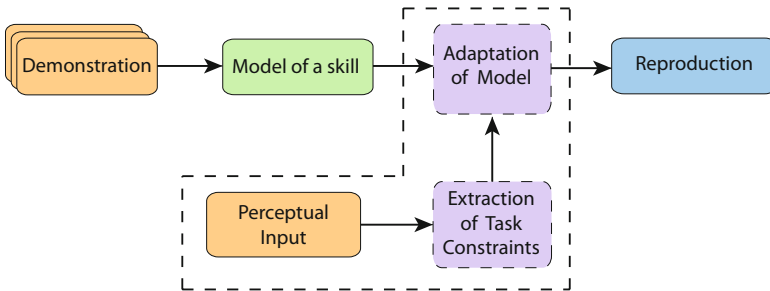 Demonstration
Model of a skill
Adaptation
of Model
Reproduction
Perceptual
Input
Extraction
of Task
Constraints